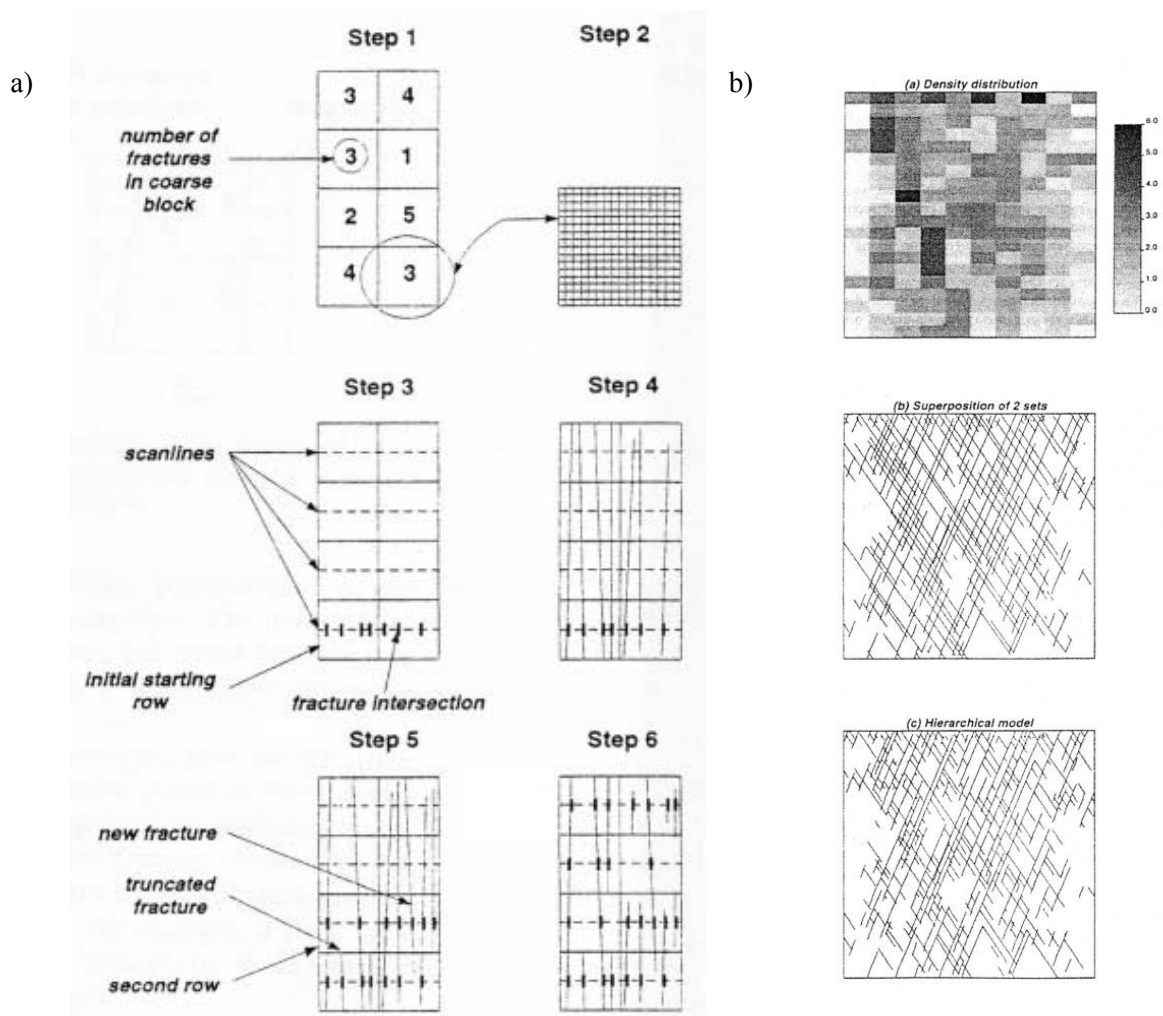 a)
Step 1
Step 2
3 4
number of
fractures
in coarse
block
3 1
2 5
4 3
Step 3
Step 4
scanlines
initial starting
row
fracture intersection
Step 5
Step 6
new fracture
truncated
fracture
second row
b)
(a) Density distribution
6.0
5.0
4.0
3.0
2.0
1.0
0.0
(b) Superposition of 2 sets
(c) Hierarchical model